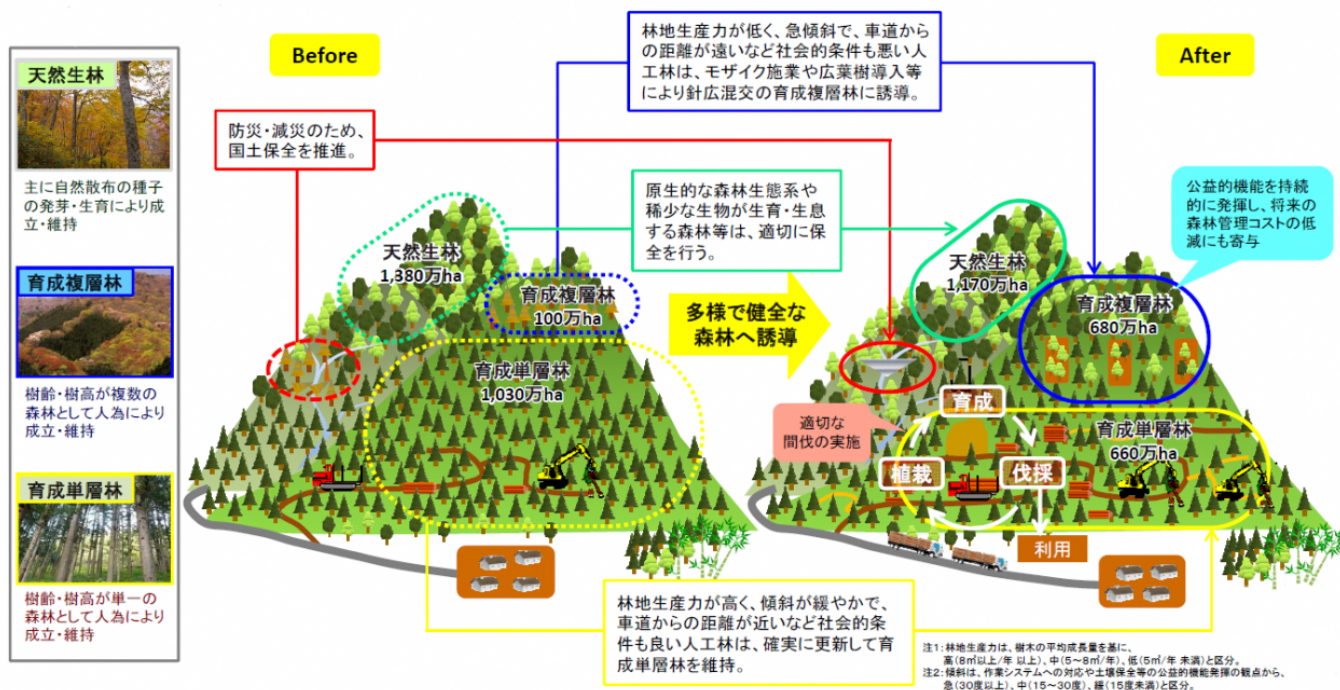 天然生林
主に自然散布の種子
の発芽・生育により成
立・維持
育成複層林
樹齢・樹高が複数の
森林として人為により
成立・維持
育成単層林
樹齢・樹高が単一の
森林として人為により
成立・維持
Before
防災・減災のため、
国土保全を推進。
林地生産力が低く、急傾斜で、車道から
の距離が遠いなど社会的条件も悪い人
工林は、モザイク施業や広葉樹導入等
により針広混交の育成複層林に誘導。
原生的な森林生態系や
稀少な生物が生育・生息
する森林等は、適切に保
全を行う。
天然生林
1,380万ha
育成複層林
100万ha
育成単層林
1,030万ha
多様で健全な
森林へ誘導
After
公益的機能を持続
的に発揮し、将来の
森林管理コストの低
減にも寄与
天然生林
1,170万ha
育成複層林
680万ha
適切な
間伐の実施
育成
植栽
伐採
利用
育成単層林
660万ha
林地生産力が高く、傾斜が緩やかで、
車道からの距離が近いなど社会的条
件も良い人工林は、確実に更新して育
成単層林を維持。
注1:林地生産力は、樹木の平均成長量を基に、
高(8㎥以上/年 以上)、中(5~8㎥/年)、低(5㎥/年 未満)と区分。
注2:傾斜は、作業システムへの対応や土壌保全等の公益的機能発揮の観点から、
急(30度以上)、中(15~30度)、緩(15度未満)と区分。